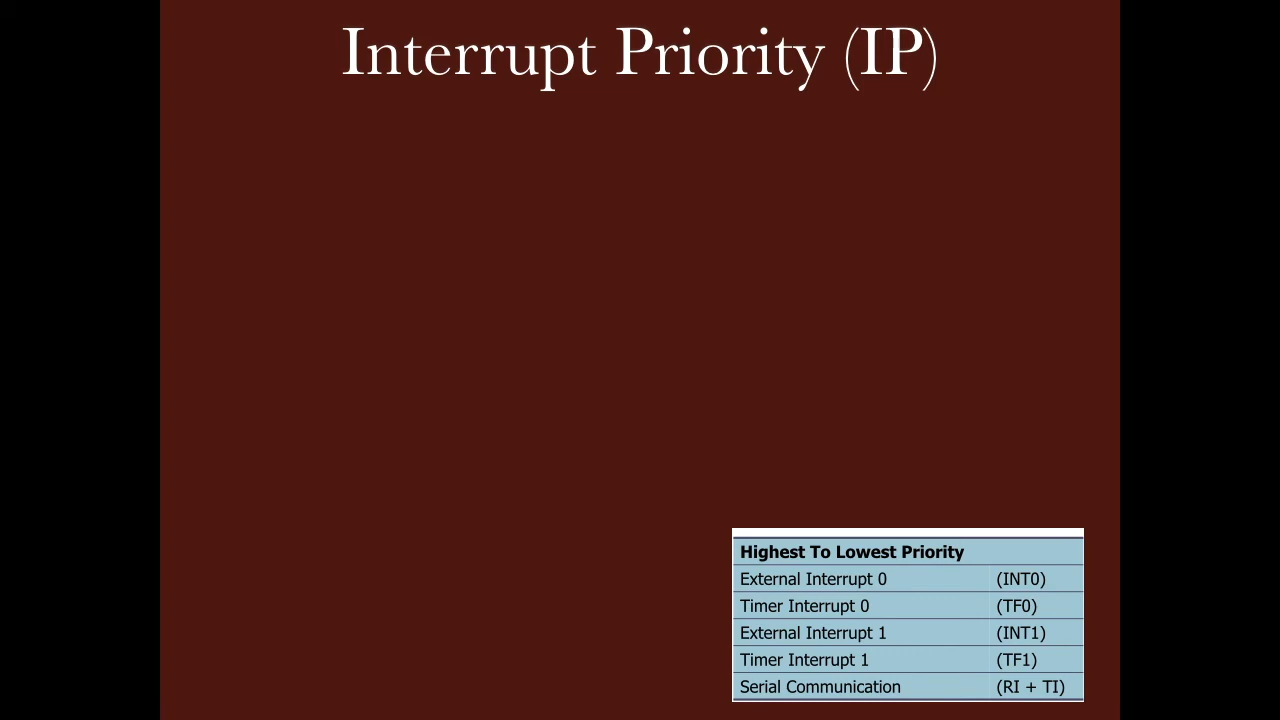 Interrupt Priority (IP)
Highest To Lowest Priority
External Interrupt 0 (INT0)
Timer Interrupt 0 (TF0)
External Interrupt 1 (INT1)
Timer Interrupt 1 (TF1)
Serial Communication (RI + TI)